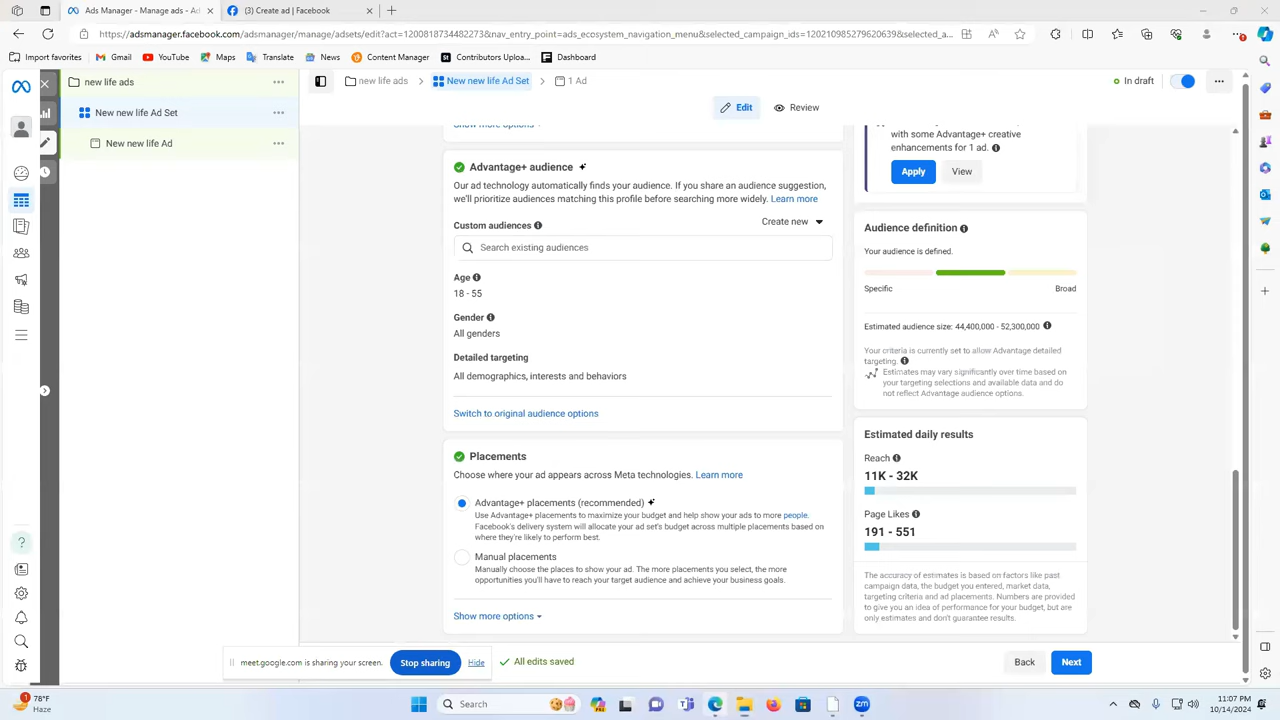 Ads Manager - Manage ads - Ad
(3) Create ad | Facebook
https://adsmanager.facebook.com/adsmanager/manage/adsets/edit?act=1200818734482273&nav_entry_point=ads_ecosystem_navigation_menu&selected_campaign_ids=120210985279620639&selected_a...
Import favorites
Gmail
YouTube
Maps
Translate
News
Video Content Mana...
Contributors Uploa...
Dashboard
new life ads
New new life Ad Set
New new life Ad
new life ads
New new life Ad Set
1 Ad
In draft
Edit
Review
Show more options
with some Advantage+ creative
enhancements for 1 ad.
Apply
View
Advantage+ audience
Our ad technology automatically finds your audience. If you share an audience suggestion,
we'll prioritize audiences matching this profile before searching more widely. Learn more
Custom audiences
Create new
Search existing audiences
Age
18 - 55
Gender
All genders
Detailed targeting
All demographics, interests and behaviors
Switch to original audience options
Audience definition
Your audience is defined.
Specific
Broad
Estimated audience size: 44,400,000 - 52,300,000
Your criteria is currently set to allow Advantage detailed
targeting.
Estimates may vary significantly over time based on
your targeting selections and available data and do
not reflect Advantage audience options.
Placements
Choose where your ad appears across Meta technologies. Learn more
Advantage+ placements (recommended)
Use Advantage+ placements to maximize your budget and help show your ads to more people.
Facebook's delivery system will allocate your ad set's budget across multiple placements based on
where they're likely to perform best.
Manual placements
Manually choose the places to show your ad. The more placements you select, the more
opportunities you'll have to reach your target audience and achieve your business goals.
Show more options
Estimated daily results
Reach
11K - 32K
Page Likes
191 - 551
The accuracy of estimates is based on factors like past
campaign data, the budget you entered, market data,
targeting criteria and ad placements. Numbers are provided
to give you an idea of performance for your budget, but are
only estimates and don't guarantee results.
meet.google.com is sharing your screen.
Stop sharing
Hide
All edits saved
Back
Next
78°F
Haze
Search
11:07 PM
10/14/2024